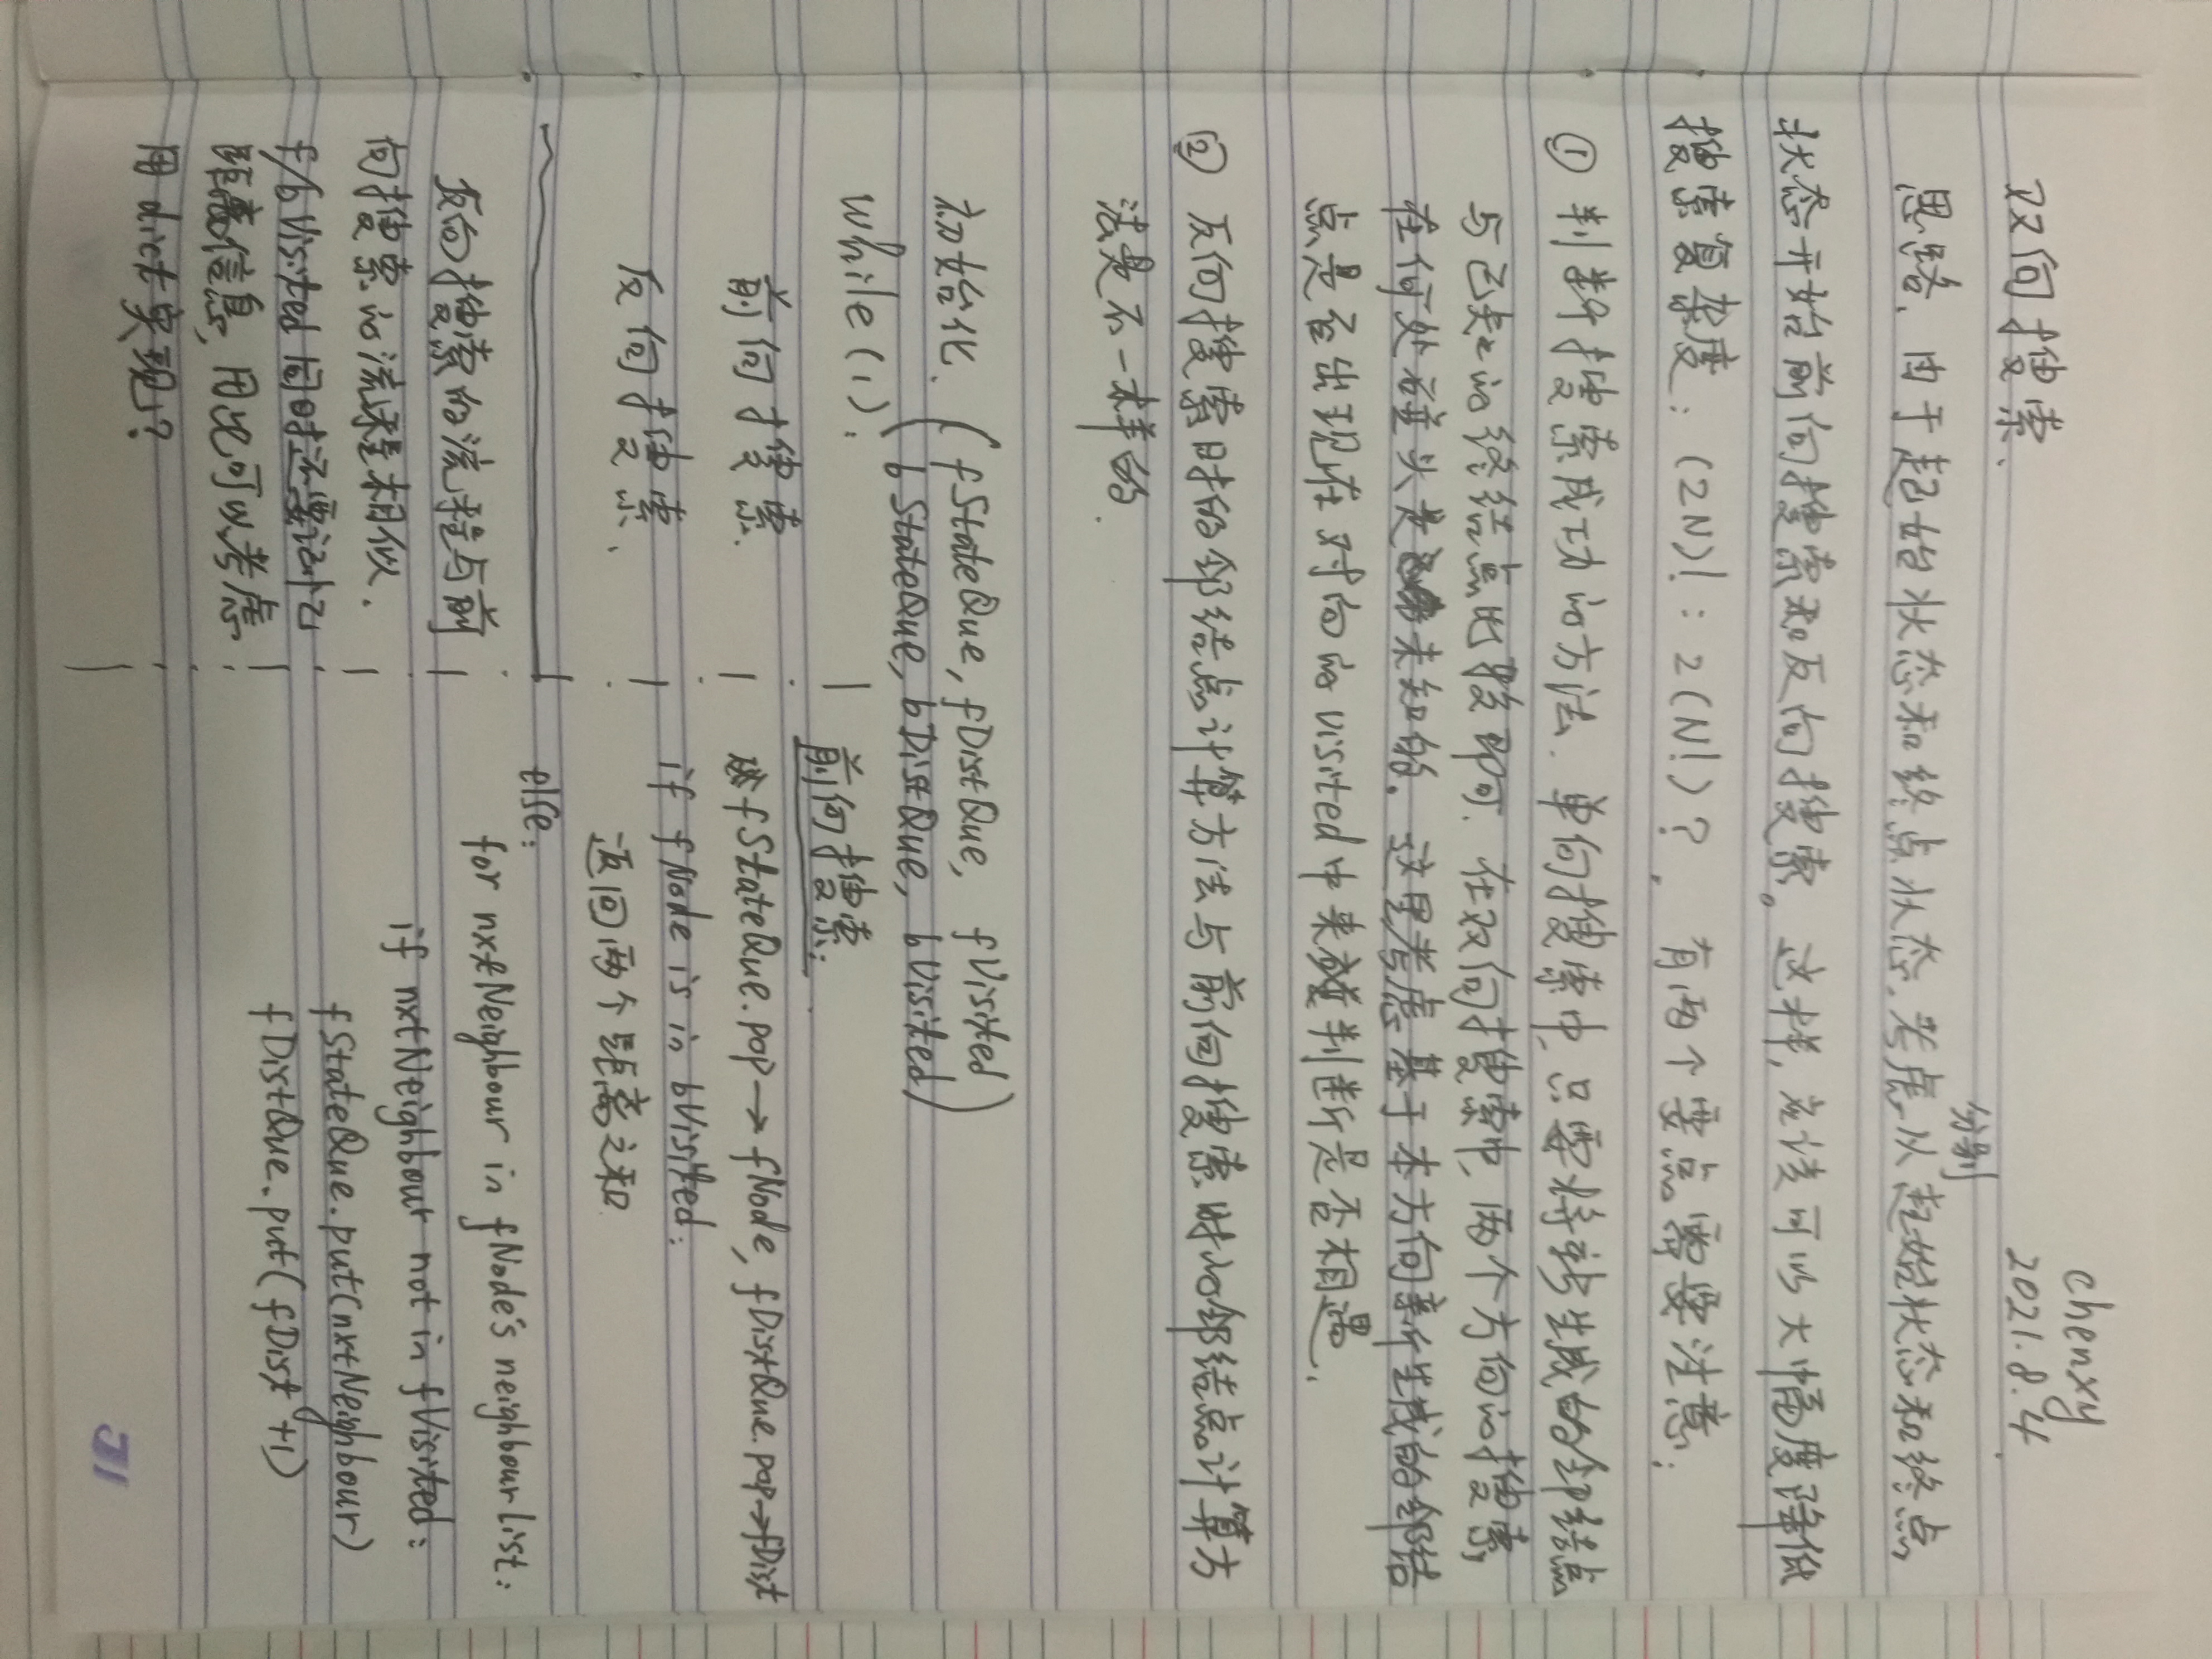 双向搜索.
chenxy
2021.8.4
思路. 由于起始状态和终点状态. 考虑分别从起始状态和终点
状态开始前向搜索和反向搜索。这样, 应该可以大幅度降低
搜索复杂度: (2N)! : 2(N!)? . 有两个要点需要注意:
① 判断搜索成功的方法. 单向搜索中, 只要将新生成的邻结点
与已知的终结点比较即可. 在双向搜索中, 两个方向的搜索,
在何处碰头是未知的. 这里考虑基于本方向新生成的邻结
点是否出现在对向的visited中来判断是否相遇.
② 反向搜索时的邻结点计算方法与前向搜索时的邻结点计算方
法是不一样的.
初始化. (fStateQue, fDistQue, fVisited)
(bStateQue, bDistQue, bVisited)
while(1):
前向搜索.
反向搜索.
反向搜索的流程与前
向搜索的流程相似.
f/bVisited同时还要记忆
距离信息, 因此可以考虑
用dict实现?
前向搜索:
fStateQue.pop→fNode, fDistQue.pop→fDist
if fNode is in bVisited:
返回两个距离之和
else:
for nxtNeighbour in fNode's neighbour list:
if nxtNeighbour not in fVisited:
fStateQue.put(nxtNeighbour)
fDistQue.put(fDist+1)